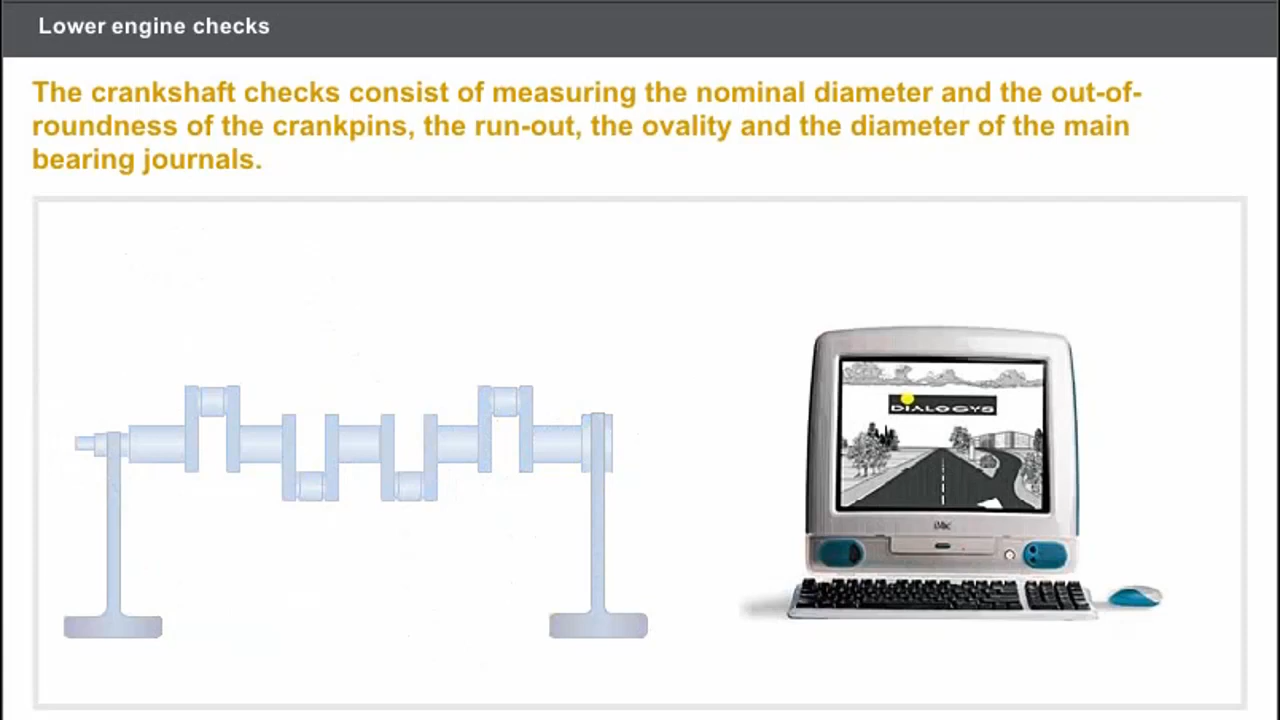 Lower engine checks
The crankshaft checks consist of measuring the nominal diameter and the out-of-
roundness of the crankpins, the run-out, the ovality and the diameter of the main
bearing journals.
DIALOGYS
iMac